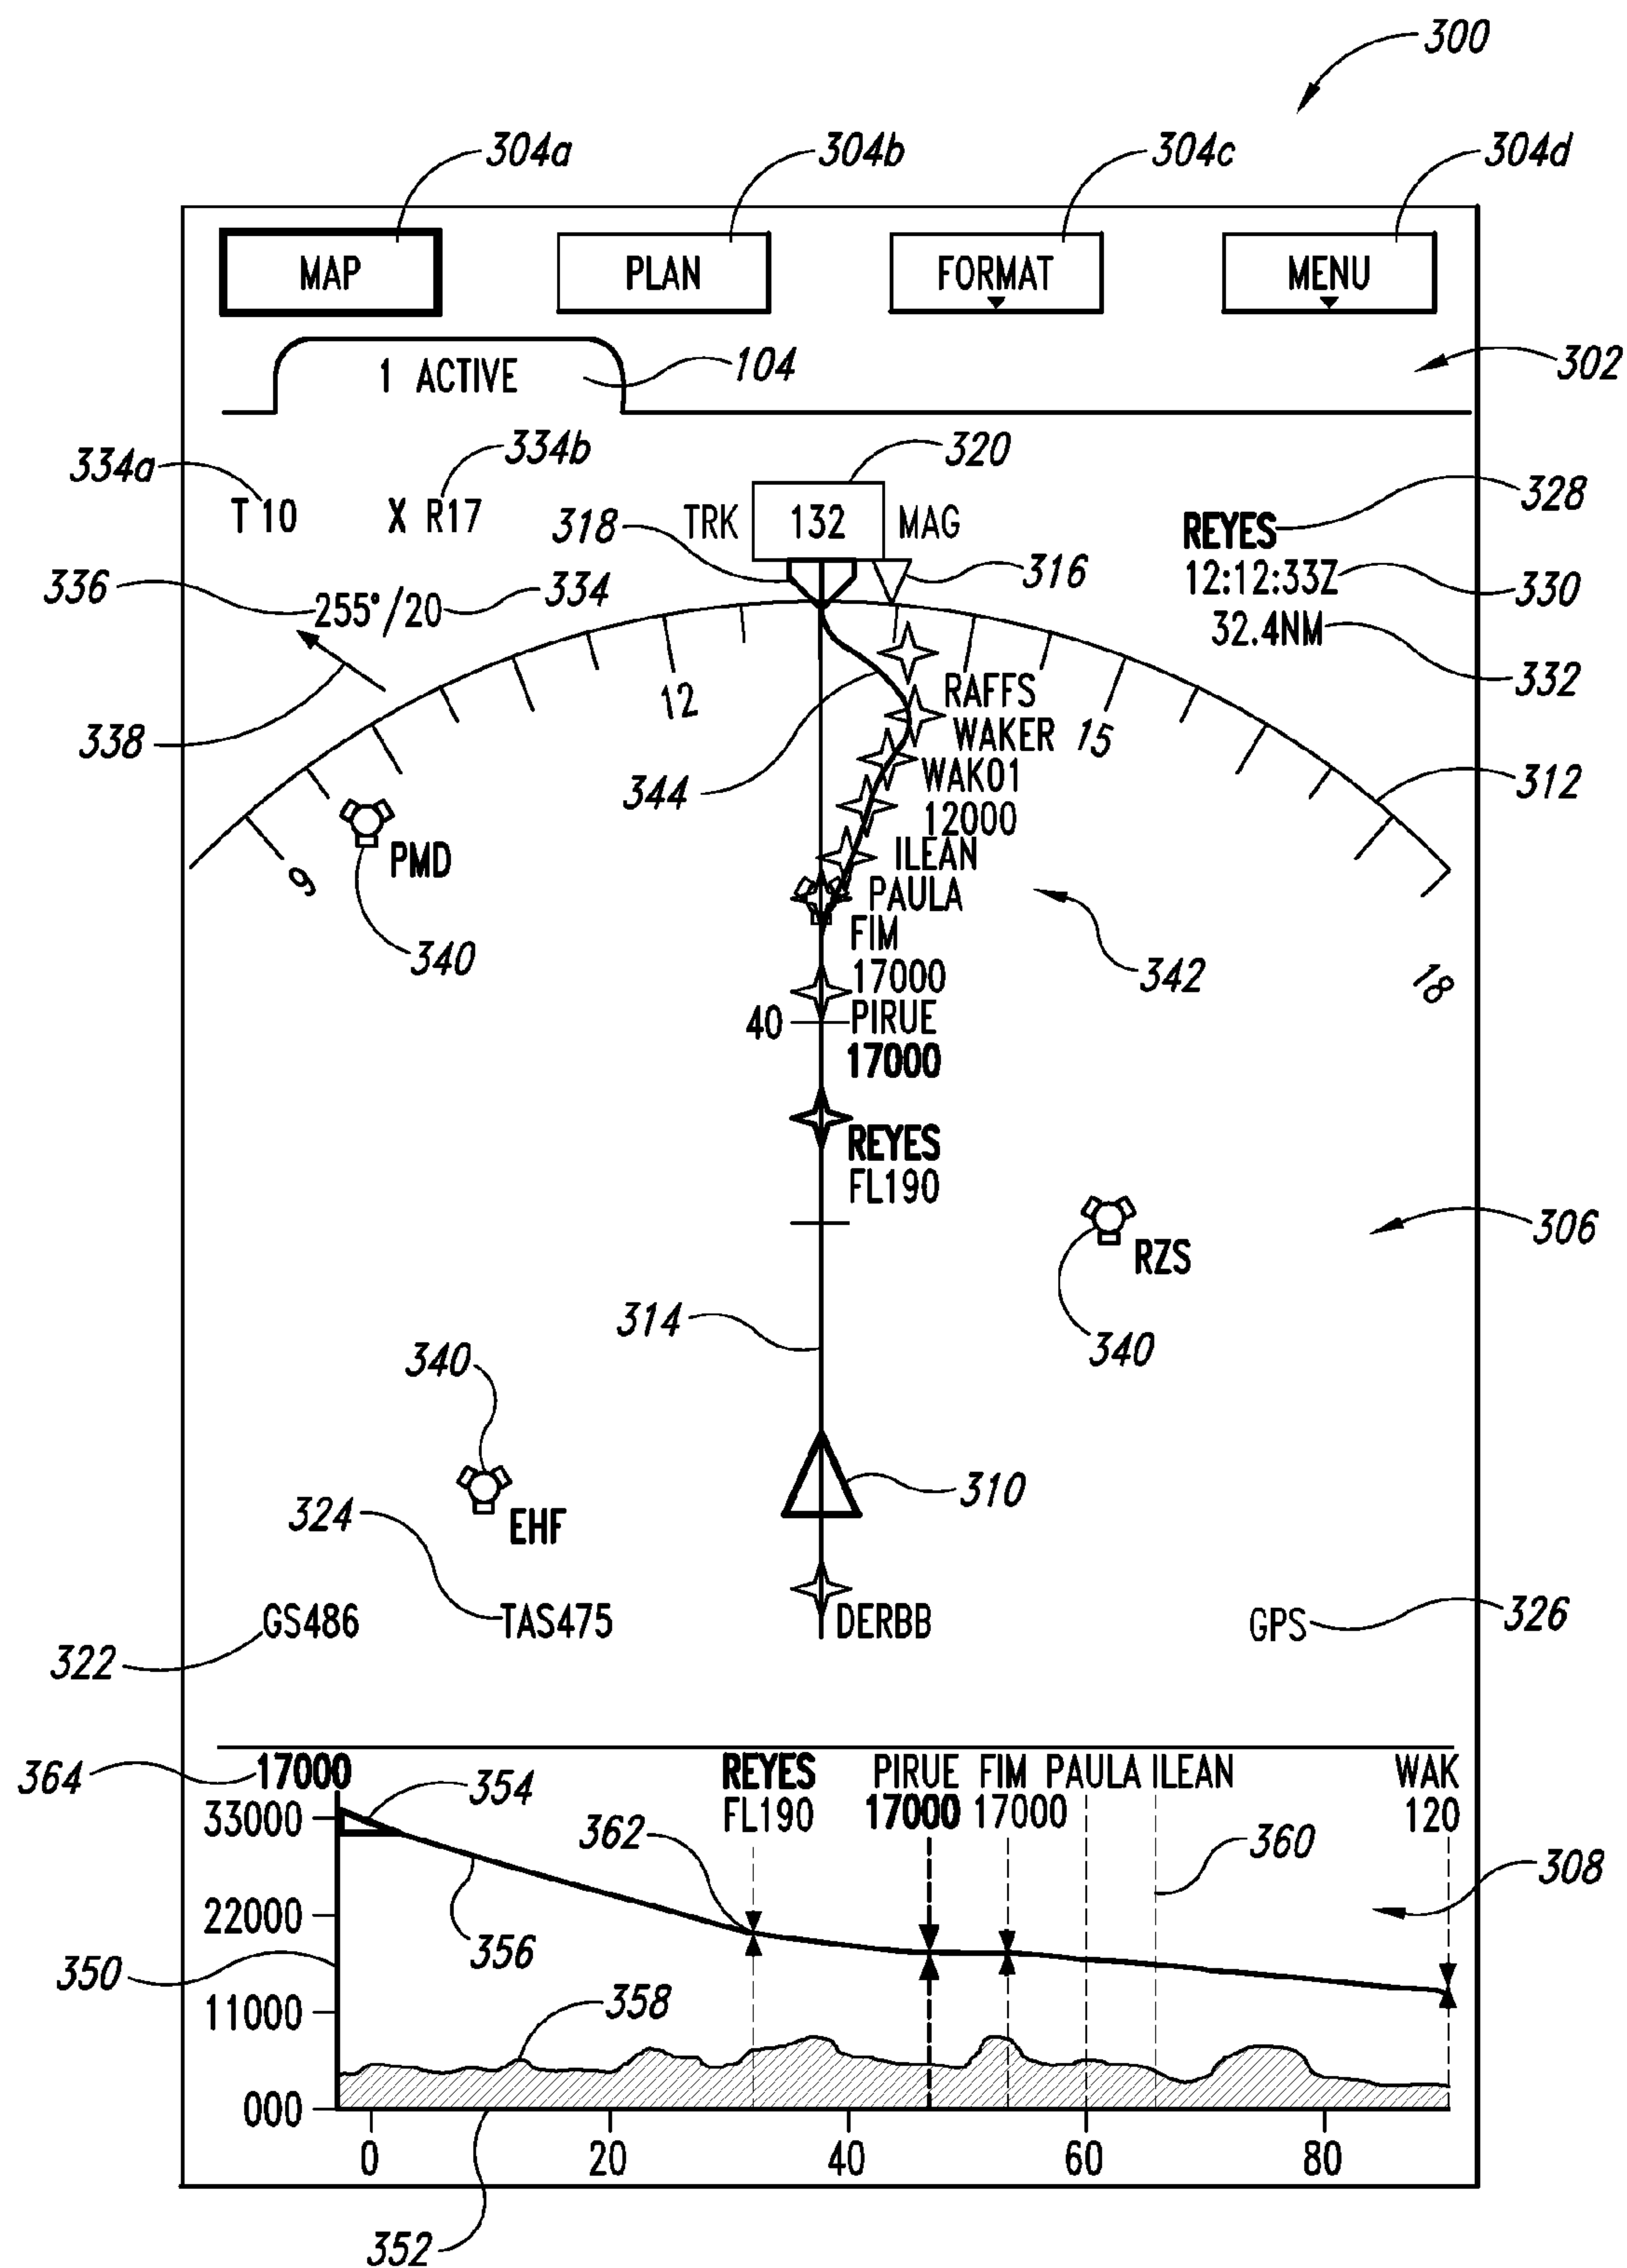 300
304a 304b 304c 304d
MAP PLAN FORMAT MENU
1 ACTIVE 104 302
334a 334b 320 328
T 10 X R17 318 TRK 132 MAG REYES
316 12:12:33Z 330
336 255°/20 334 32.4NM 332
338 12 RAFFS
WAKER 15
344 WAK01 312
12000
9 PMD ILEAN
PAULA
340 FIM 342
17000 18
40 PIRUE
17000
REYES
FL190 306
RZS
314
340 340
310
324 EHF
GS486 TAS475 DERBB GPS 326
322
364 17000 354 REYES PIRUE FIM PAULA ILEAN WAK
33000 FL190 17000 17000 120
362 360 308
22000
350 356
11000 358
000
0 20 40 60 80
352